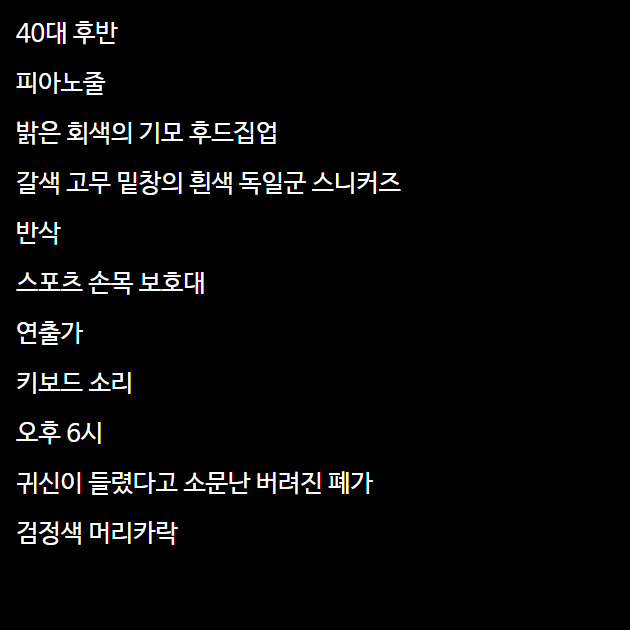 40대 후반
피아노줄
밝은 회색의 기모 후드집업
갈색 고무 밑창의 흰색 독일군 스니커즈
반삭
스포츠 손목 보호대
연출가
키보드 소리
오후 6시
귀신이 들렸다고 소문난 버려진 폐가
검정색 머리카락